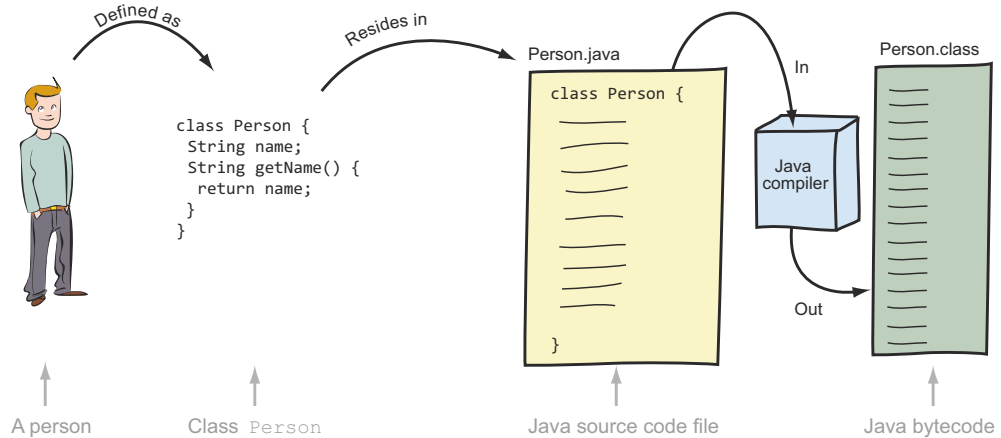 Defined as
Resides in
class Person {
String name;
String getName() {
return name;
}
}
Person.java
class Person {
}
In
Java
compiler
Out
Person.class
A person
Class Person
Java source code file
Java bytecode